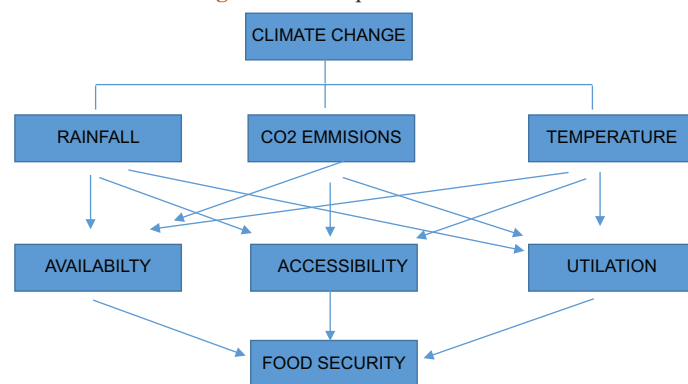 CLIMATE CHANGE
RAINFALL
CO2 EMMISIONS
TEMPERATURE
AVAILABILTY
ACCESSIBILITY
UTILATION
FOOD SECURITY